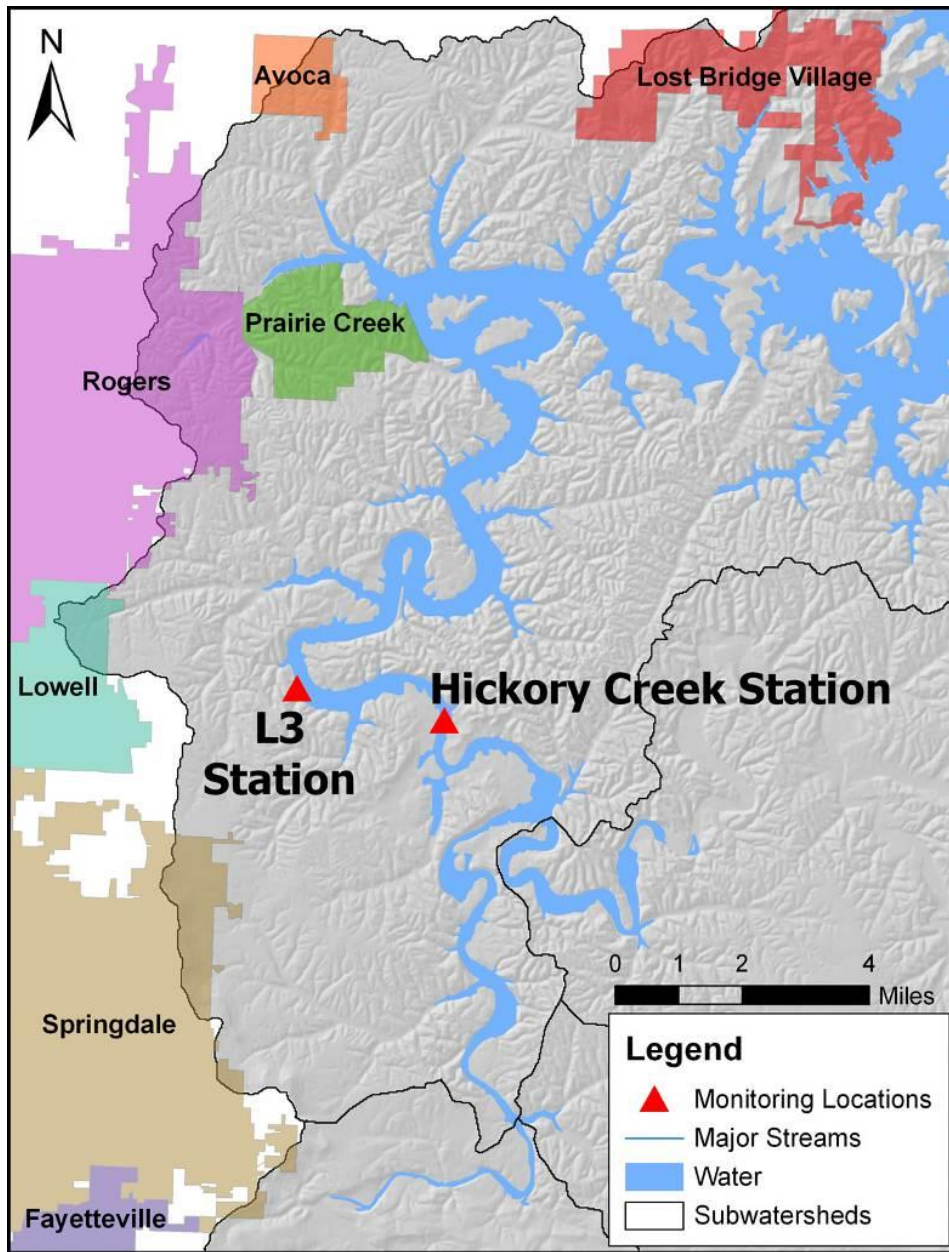 N
Avoca
Lost Bridge Village
Prairie Creek
Rogers
Lowell
Hickory Creek Station
L3
Station
Springdale
Fayetteville
0 1 2 4
Miles
Legend
Monitoring Locations
Major Streams
Water
Subwatersheds